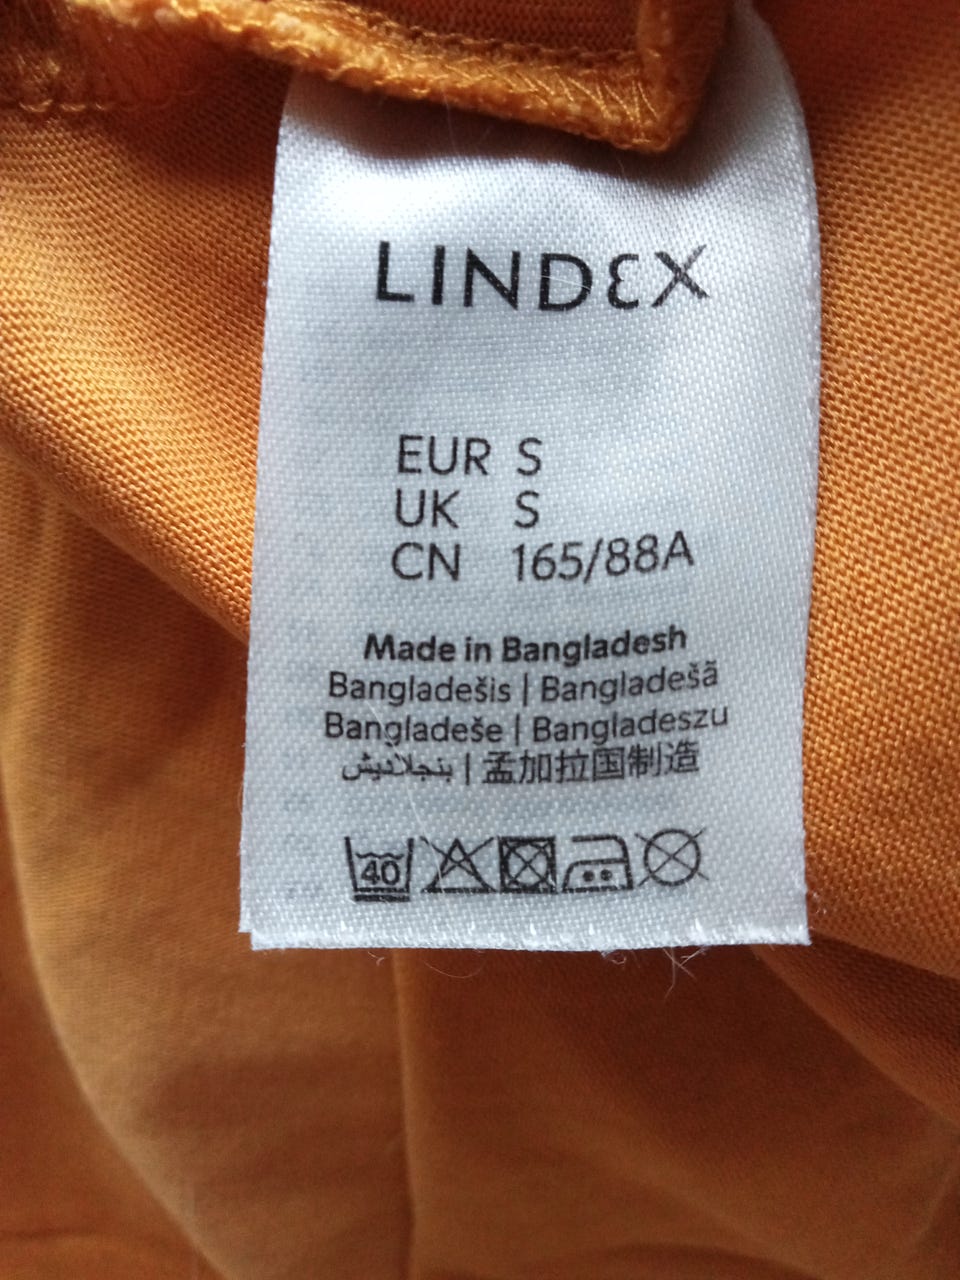 LINDEX
EUR S
UK S
CN 165/88A
Made in Bangladesh
Bangladešis | Bangladešā
Bangladeše | Bangladeszu
بنجلاديش | 孟加拉国制造
40